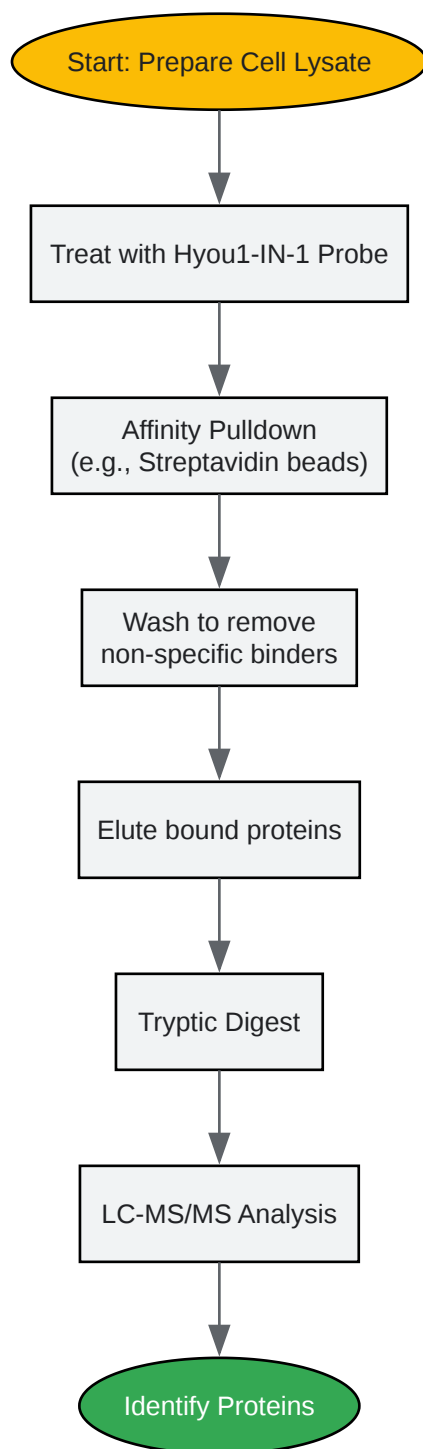 Start: Prepare Cell Lysate
Treat with Hyou1-IN-1 Probe
Affinity Pulldown
(e.g., Streptavidin beads)
Wash to remove
non-specific binders
Elute bound proteins
Tryptic Digest
LC-MS/MS Analysis
Identify Proteins